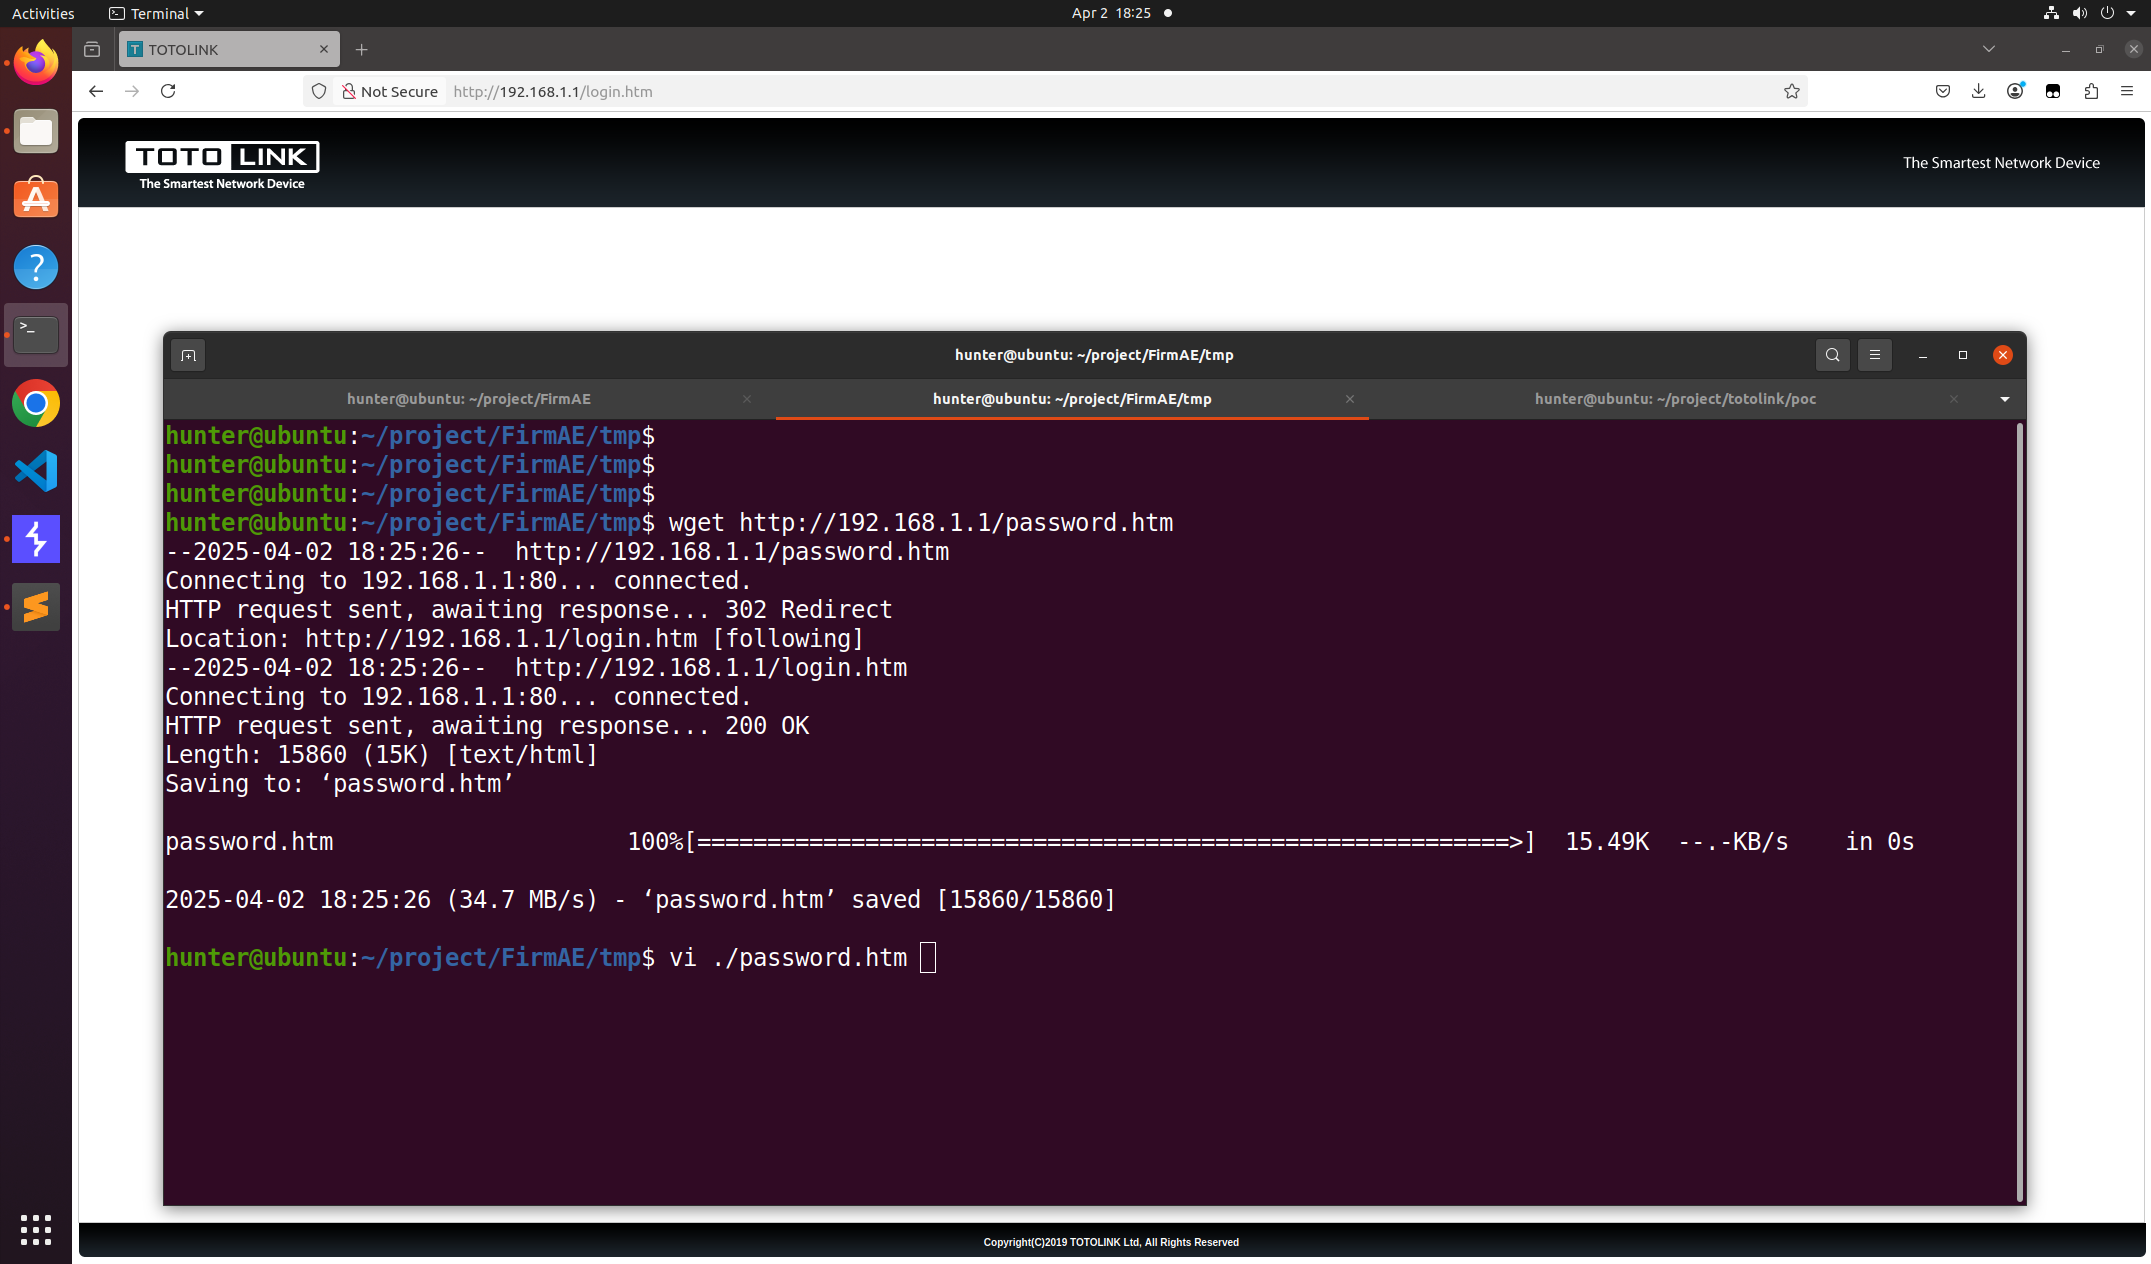 Activities
Terminal
Apr 2 18:25
TOTOLINK
Not Secure
http://192.168.1.1/login.htm
TOTO LINK
The Smartest Network Device
The Smartest Network Device
hunter@ubuntu: ~/project/FirmAE/tmp
hunter@ubuntu: ~/project/FirmAE
hunter@ubuntu: ~/project/FirmAE/tmp
hunter@ubuntu: ~/project/totolink/poc
hunter@ubuntu:~/project/FirmAE/tmp$
hunter@ubuntu:~/project/FirmAE/tmp$
hunter@ubuntu:~/project/FirmAE/tmp$
hunter@ubuntu:~/project/FirmAE/tmp$ wget http://192.168.1.1/password.htm
--2025-04-02 18:25:26--  http://192.168.1.1/password.htm
Connecting to 192.168.1.1:80... connected.
HTTP request sent, awaiting response... 302 Redirect
Location: http://192.168.1.1/login.htm [following]
--2025-04-02 18:25:26--  http://192.168.1.1/login.htm
Connecting to 192.168.1.1:80... connected.
HTTP request sent, awaiting response... 200 OK
Length: 15860 (15K) [text/html]
Saving to: ‘password.htm’
password.htm 100%[==========================================================>] 15.49K --.-KB/s in 0s
2025-04-02 18:25:26 (34.7 MB/s) - ‘password.htm’ saved [15860/15860]
hunter@ubuntu:~/project/FirmAE/tmp$ vi ./password.htm
Copyright(C)2019 TOTOLINK Ltd, All Rights Reserved